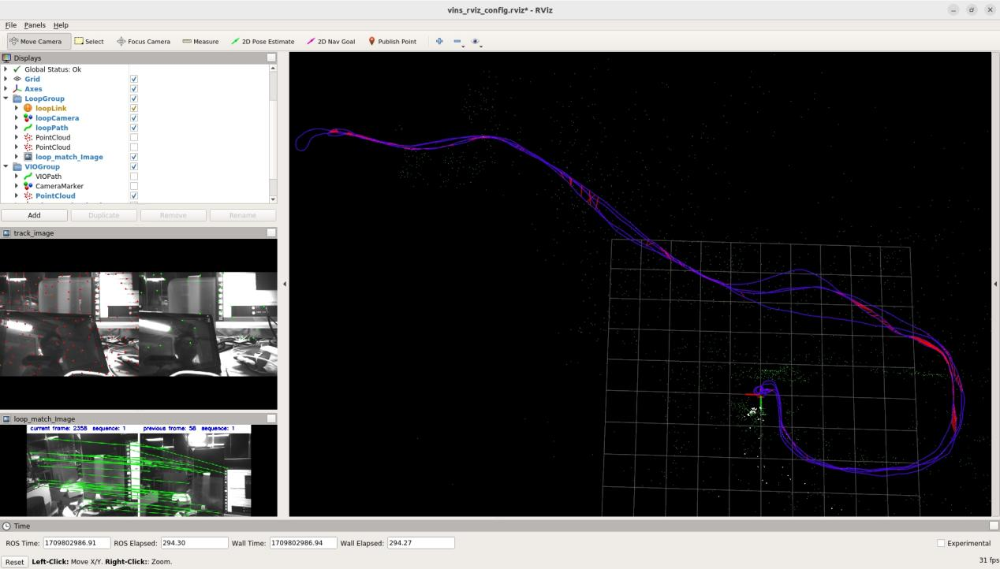 vins_rviz_config.rviz* - RViz
File Panels Help
Move Camera Select Focus Camera Measure 2D Pose Estimate 2D Nav Goal Publish Point
Displays
Global Status: Ok
Grid
Axes
LoopGroup
loopLink
loopCamera
loopPath
PointCloud
PointCloud
loop_match_Image
VIOGroup
VIOPath
CameraMarker
PointCloud
Add Duplicate Remove Rename
track_image
loop_match_Image
current frame: 2358 sequence: 1 previous frame: 58 sequence: 1
Time
ROS Time: 1709802986.91 ROS Elapsed: 294.30 Wall Time: 1709802986.94 Wall Elapsed: 294.27 Experimental
Reset Left-Click: Move X/Y. Right-Click:: Zoom. 31 fps